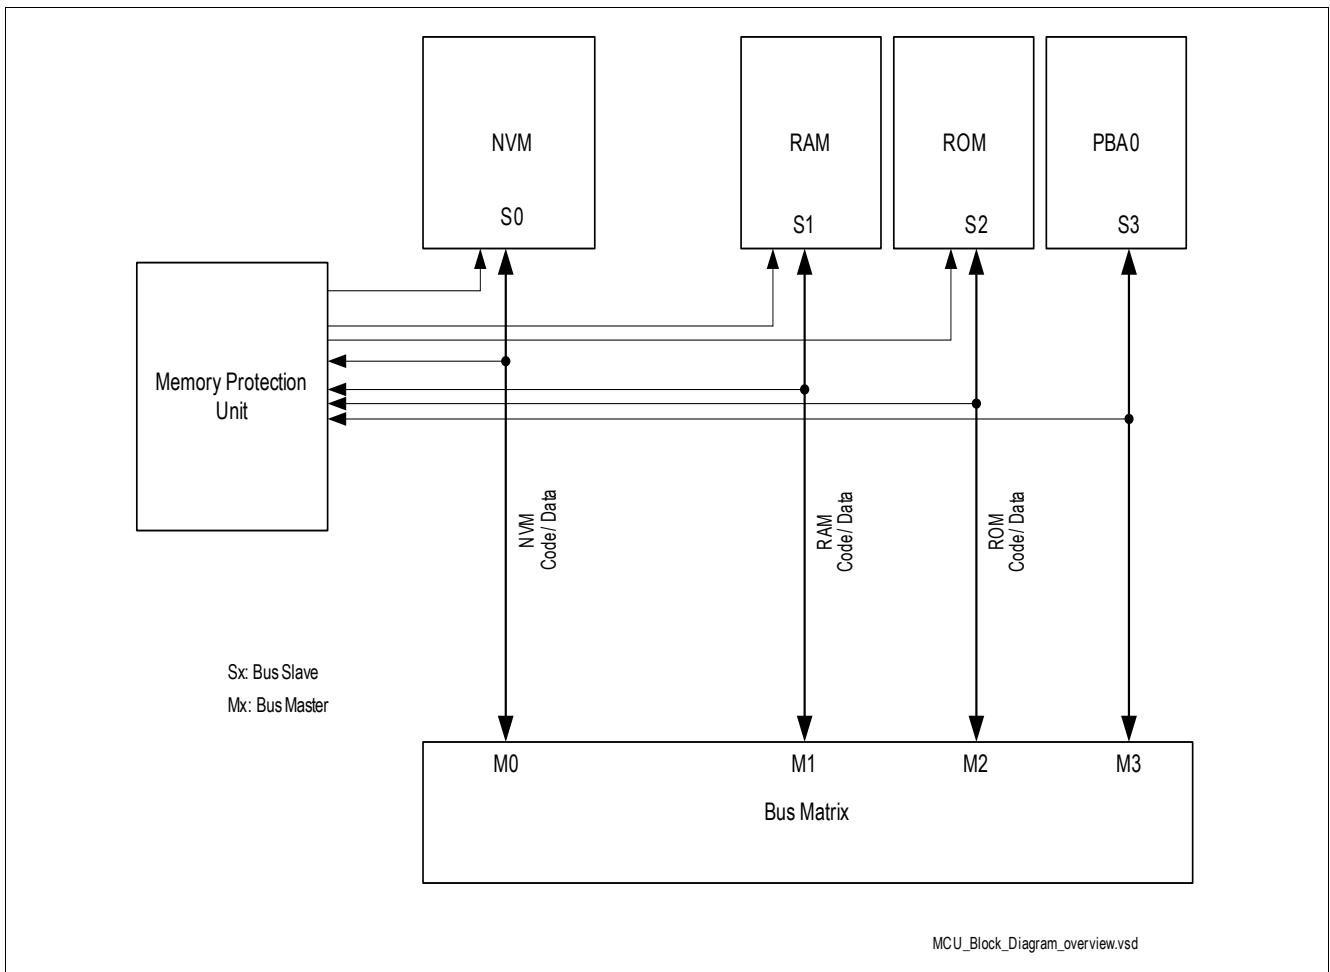 NVM
RAM
ROM
PBA0
S0
S1
S2
S3
Memory Protection
Unit
NVM
Code/ Data
RAM
Code/ Data
ROM
Code/ Data
Sx: Bus Slave
Mx: Bus Master
M0
M1
M2
M3
Bus Matrix
MCU_Block_Diagram_overview.vsd